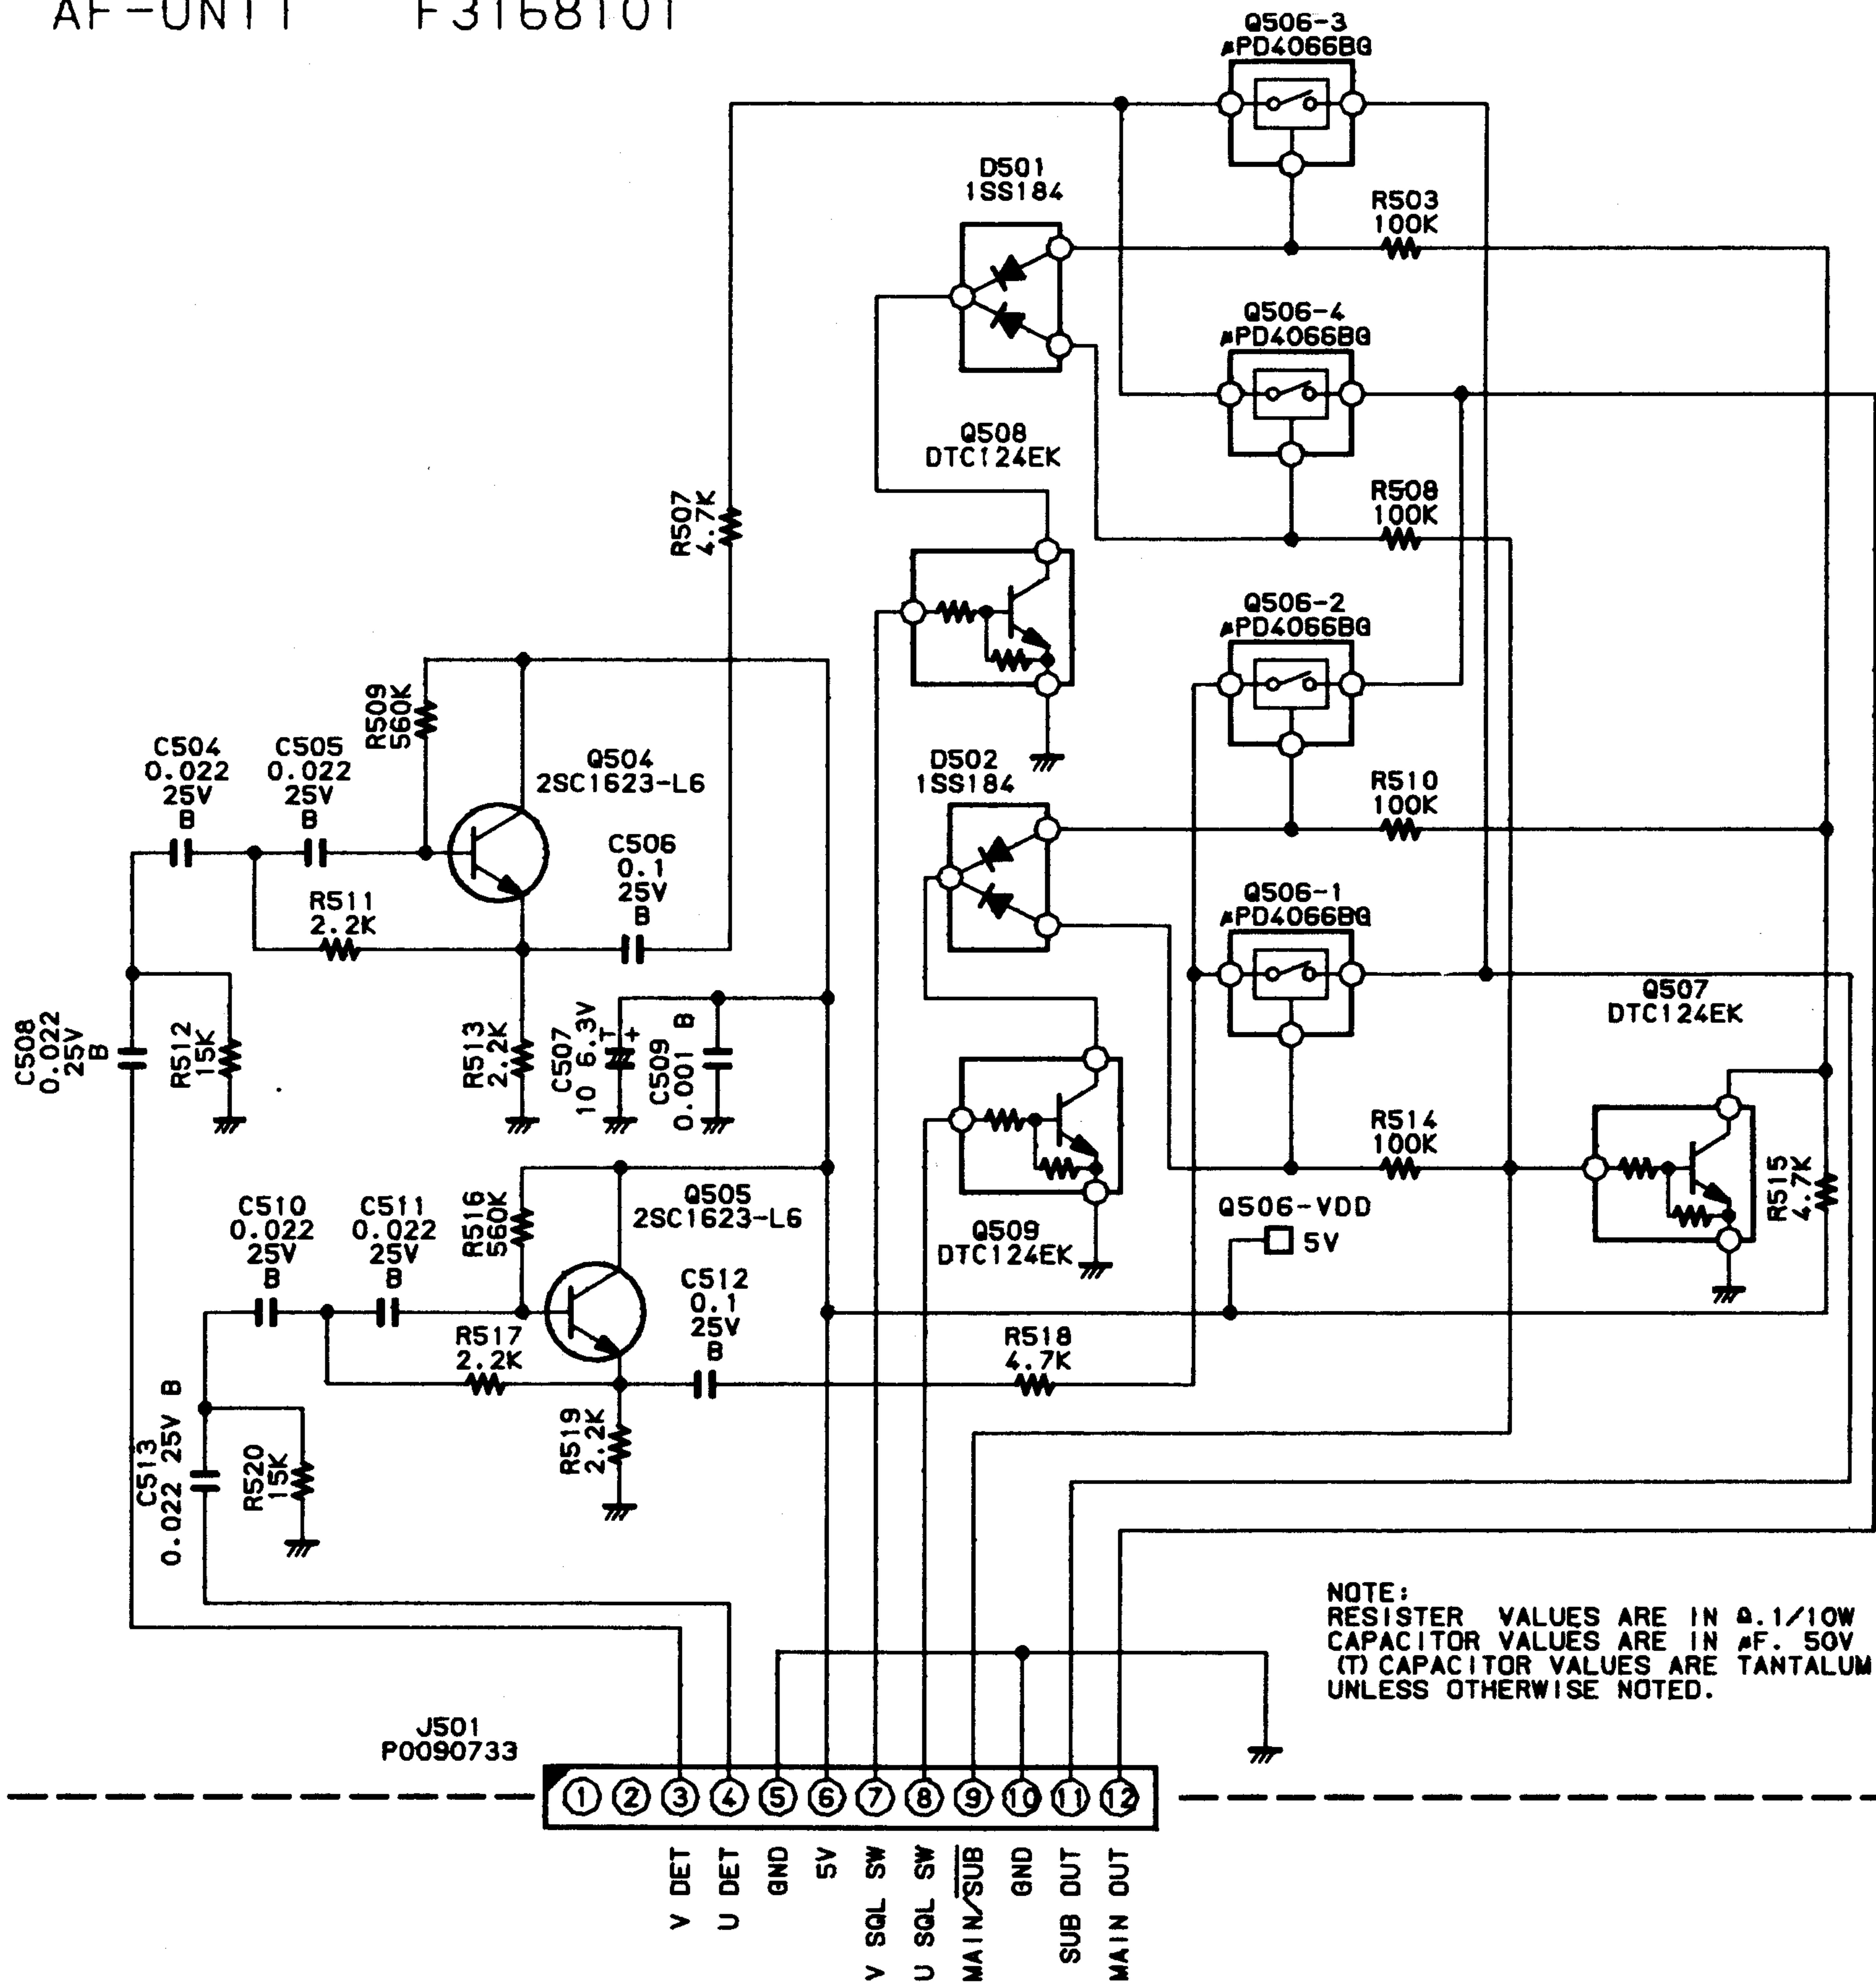 AF-UNIT F3168101
Q506-3
μPD4066BG
D501
1SS184
R503
100K
Q506-4
μPD4066BG
Q508
DTC124EK
R507
4.7K
R508
100K
Q506-2
μPD4066BG
R509
560K
C504
0.022
25V
B
C505
0.022
25V
B
Q504
2SC1623-L6
D502
1SS184
R510
100K
C506
0.1
25V
B
R511
2.2K
Q506-1
μPD4066BG
Q507
DTC124EK
C508
0.022
25V
B
R512
15K
R513
2.2K
C507
10 6.3V
T +
C509
0.001 B
R514
100K
R515
4.7K
C510
0.022
25V
B
C511
0.022
25V
B
R516
560K
Q505
2SC1623-L6
Q509
DTC124EK
Q506-VDD
5V
C512
0.1
25V
B
R517
2.2K
R518
4.7K
C513
0.022 25V B
R520
15K
R519
2.2K
NOTE:
RESISTER VALUES ARE IN Ω.1/10W
CAPACITOR VALUES ARE IN μF. 50V
(T) CAPACITOR VALUES ARE TANTALUM
UNLESS OTHERWISE NOTED.
J501
P0090733
1 2 3 4 5 6 7 8 9 10 11 12
V DET
U DET
GND
5V
V SQL SW
U SQL SW
MAIN/S̅U̅B̅
GND
SUB OUT
MAIN OUT